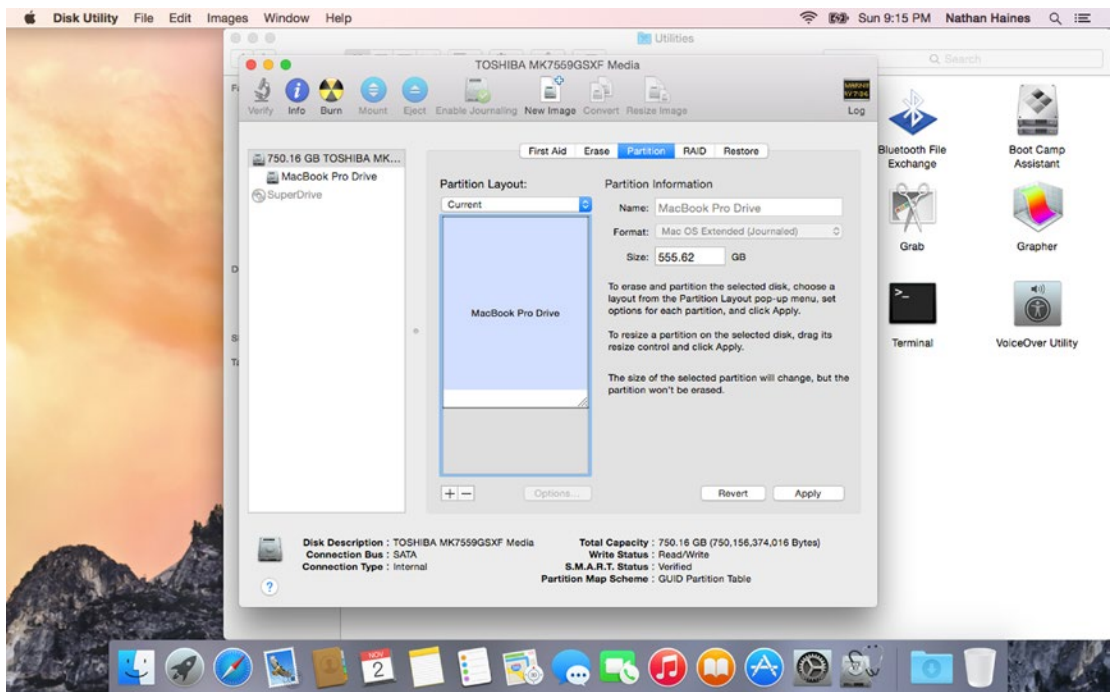 Disk Utility File Edit Images Window Help
Sun 9:15 PM Nathan Haines
Utilities
Search
TOSHIBA MK7559GSXF Media
Verify Info Burn Mount Eject Enable Journaling New Image Convert Resize Image Log
First Aid Erase Partition RAID Restore
750.16 GB TOSHIBA MK...
MacBook Pro Drive
SuperDrive
Partition Layout:
Current
MacBook Pro Drive
Partition Information
Name: MacBook Pro Drive
Format: Mac OS Extended (Journaled)
Size: 555.62 GB
To erase and partition the selected disk, choose a
layout from the Partition Layout pop-up menu, set
options for each partition, and click Apply.
To resize a partition on the selected disk, drag its
resize control and click Apply.
The size of the selected partition will change, but the
partition won't be erased.
+ −
Options...
Revert Apply
Disk Description : TOSHIBA MK7559GSXF Media
Connection Bus : SATA
Connection Type : Internal
Total Capacity : 750.16 GB (750,156,374,016 Bytes)
Write Status : Read/Write
S.M.A.R.T. Status : Verified
Partition Map Scheme : GUID Partition Table
?
Bluetooth File
Exchange
Boot Camp
Assistant
Grab
Grapher
Terminal
VoiceOver Utility
NOV
2